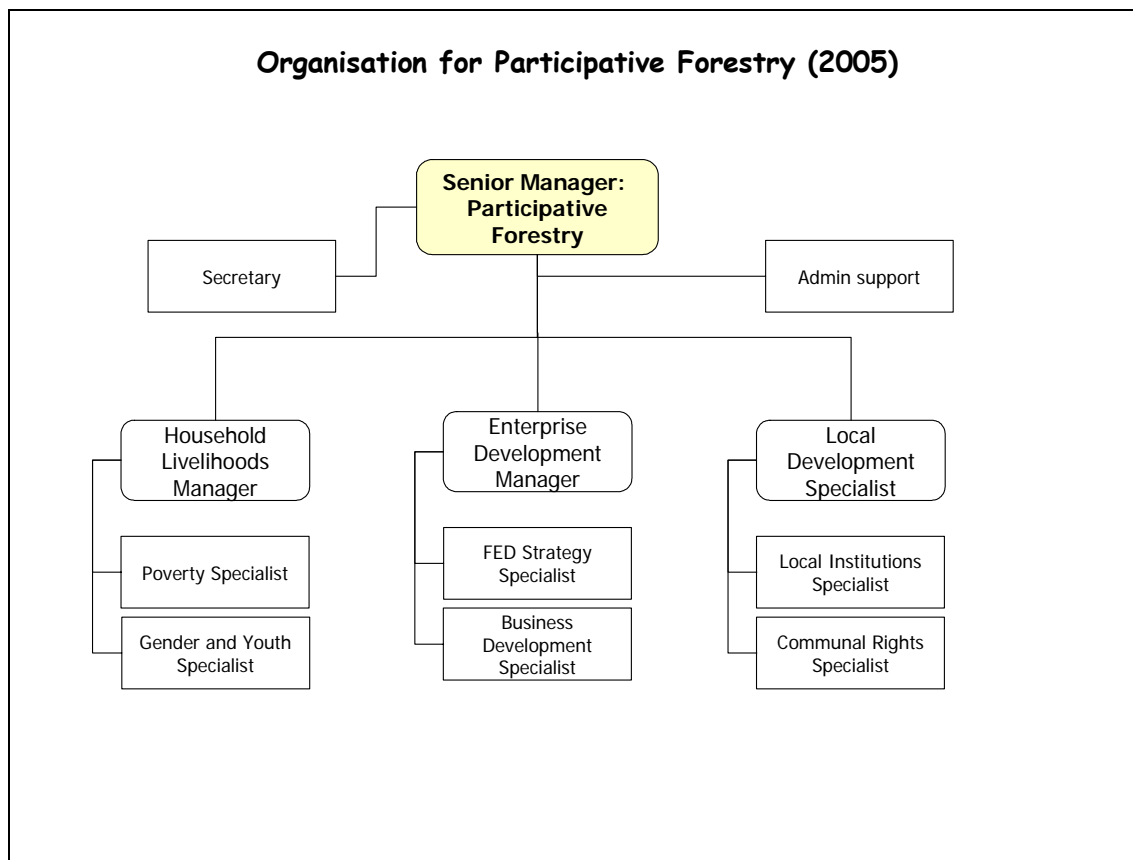 Organisation for Participative Forestry (2005)
Senior Manager:
Participative
Forestry
Secretary
Admin support
Household
Livelihoods
Manager
Enterprise
Development
Manager
Local
Development
Specialist
Poverty Specialist
Gender and Youth
Specialist
FED Strategy
Specialist
Business
Development
Specialist
Local Institutions
Specialist
Communal Rights
Specialist